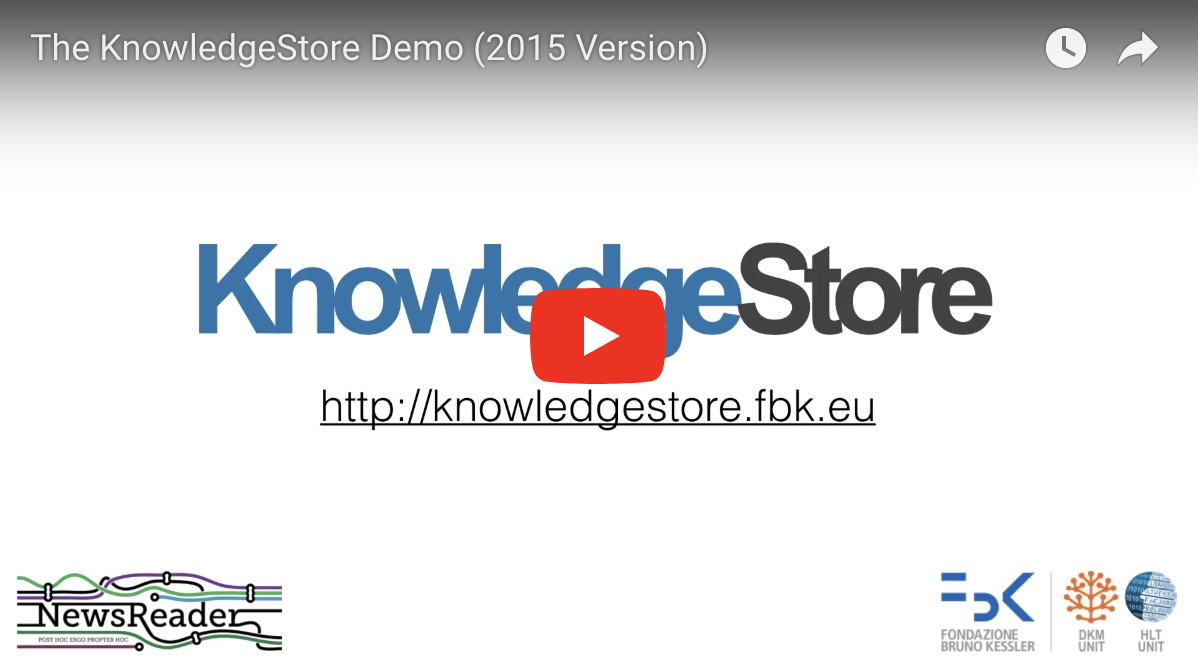 The KnowledgeStore Demo (2015 Version)
KnowledgeStore
http://knowledgestore.fbk.eu
NewsReader
POST HOC ERGO PROPTER HOC
FBK
FONDAZIONE
BRUNO KESSLER
DKM
UNIT
HLT
UNIT